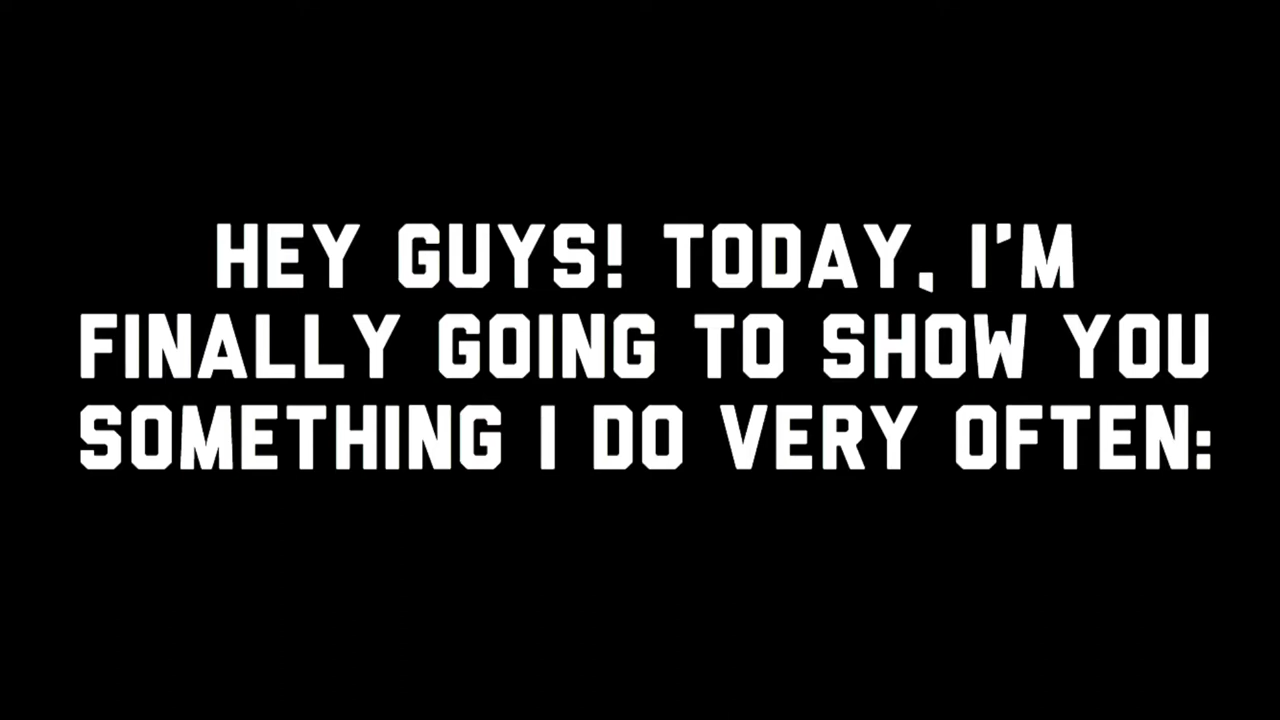 HEY GUYS! TODAY, I'M
FINALLY GOING TO SHOW YOU
SOMETHING I DO VERY OFTEN: